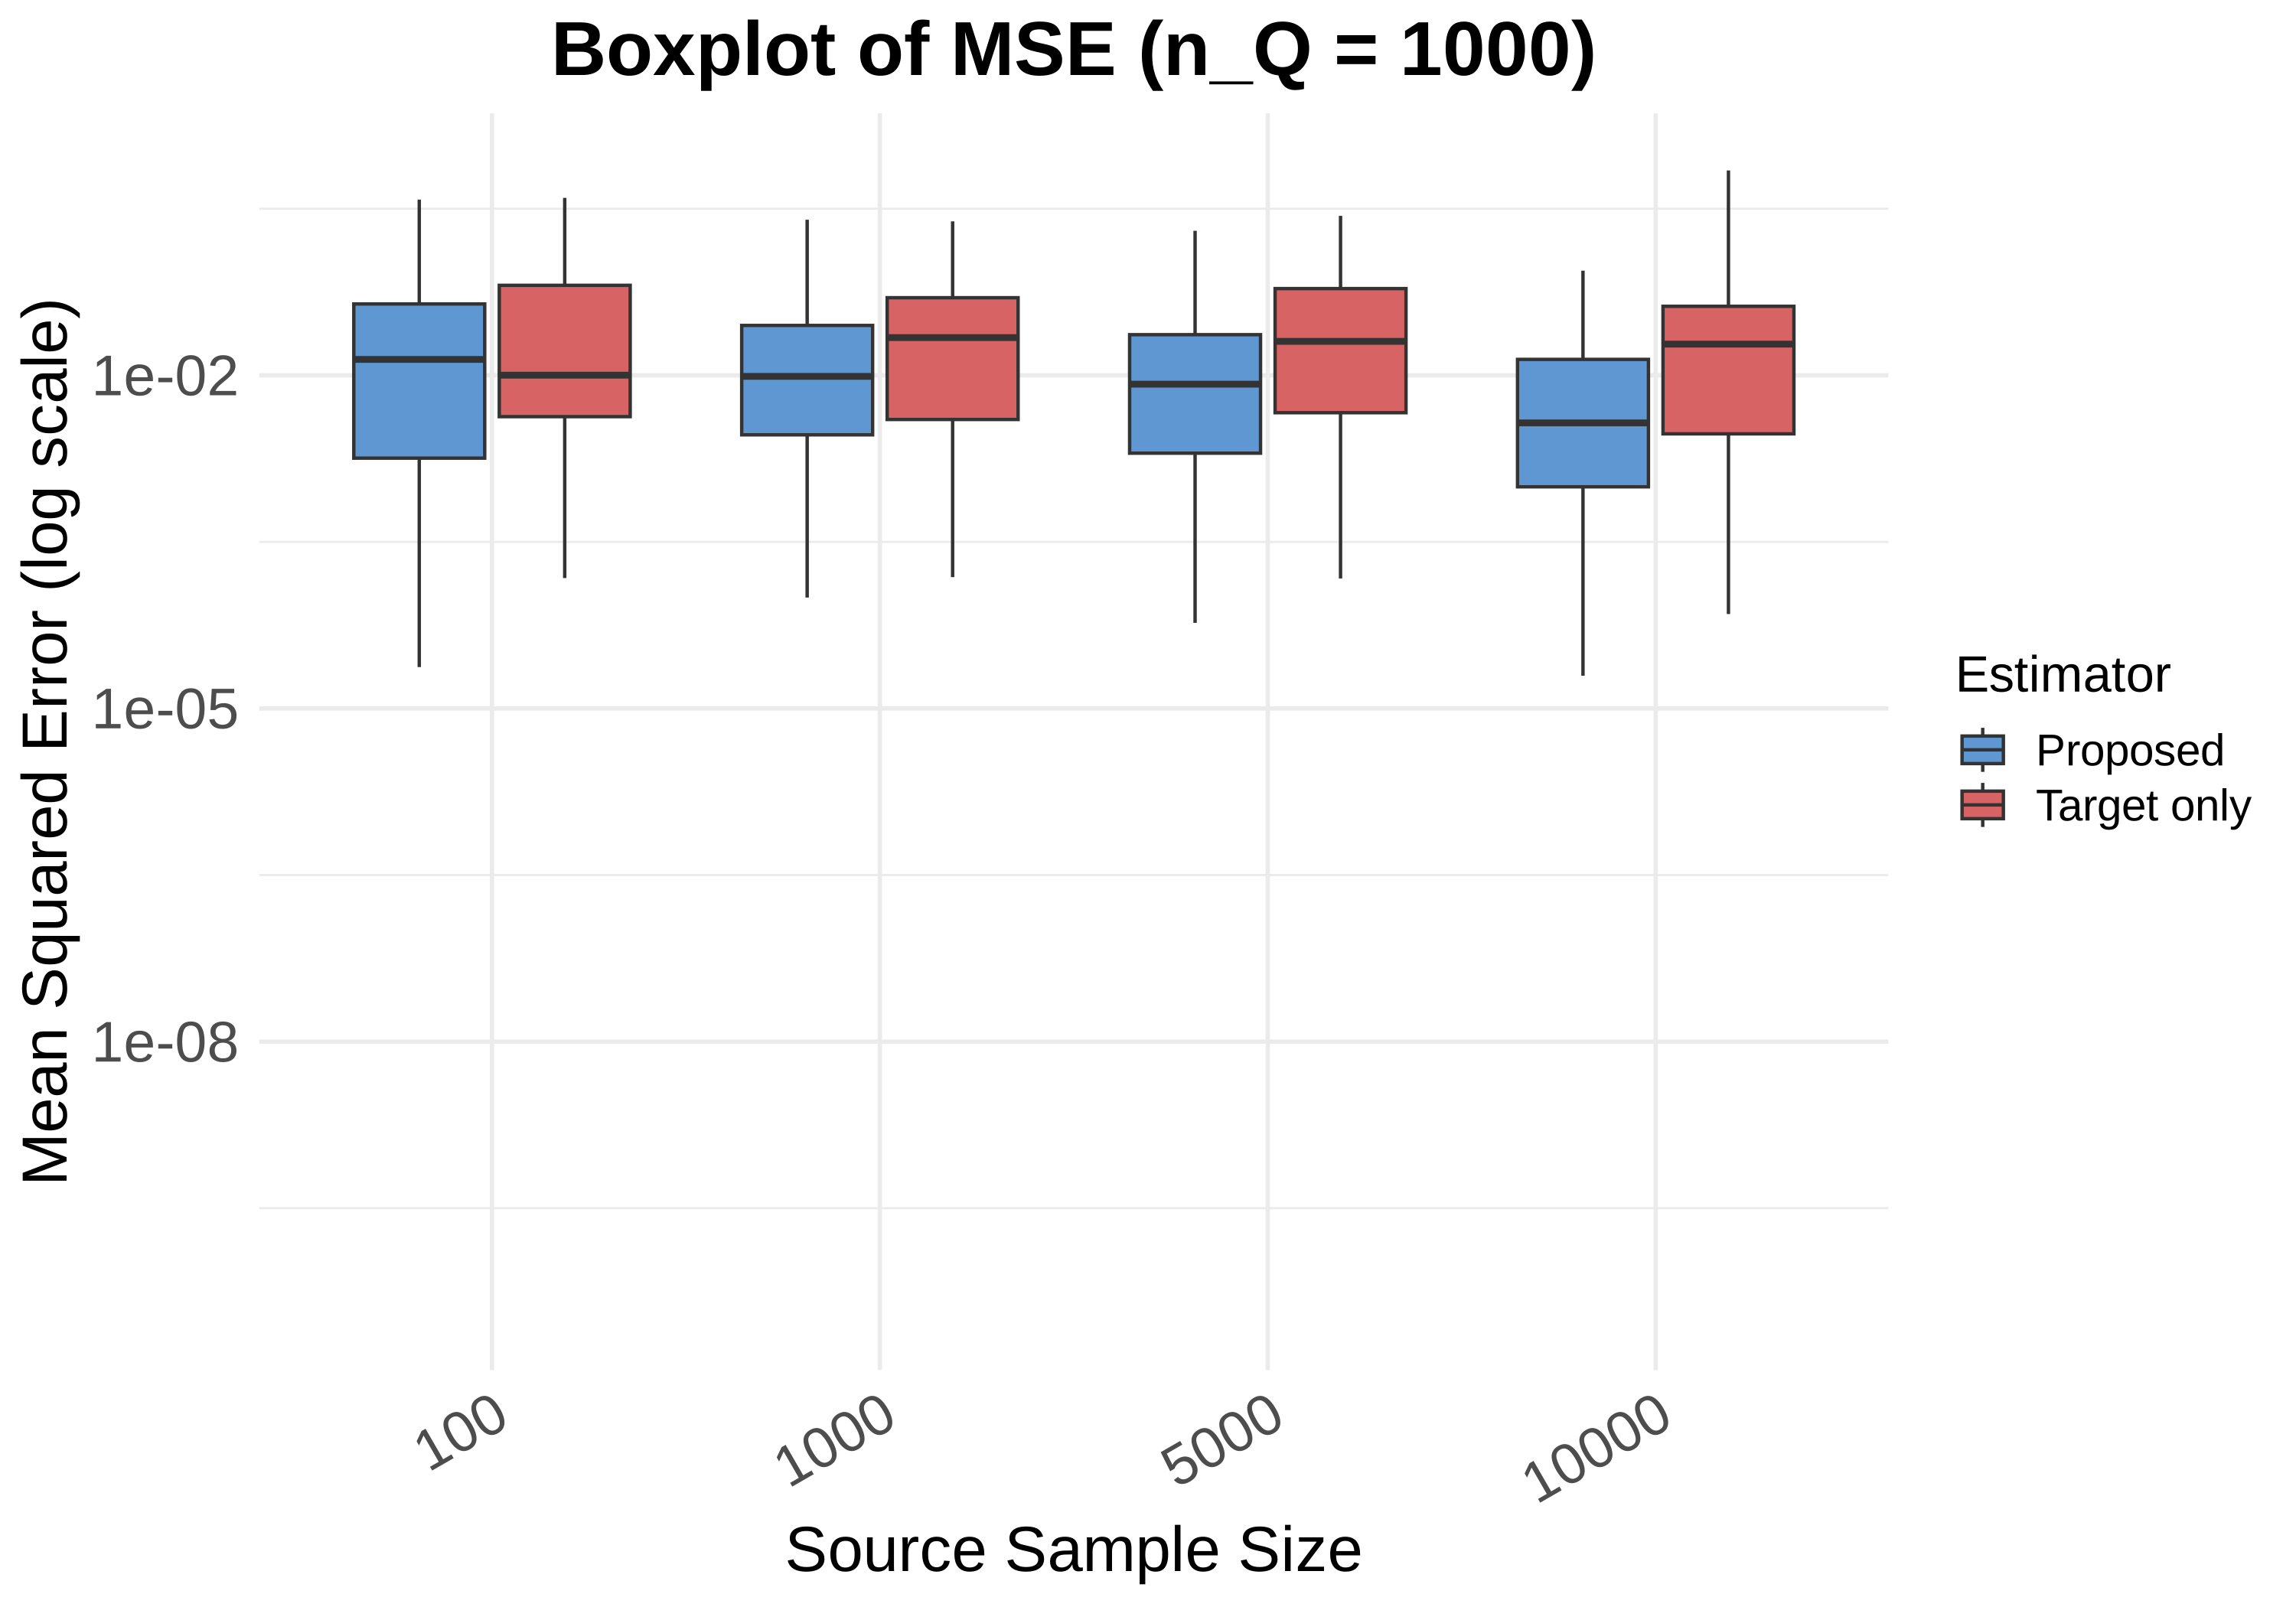 Boxplot of MSE (n_Q = 1000)
Mean Squared Error (log scale)
1e-02
1e-05
1e-08
100
1000
5000
10000
Source Sample Size
Estimator
Proposed
Target only